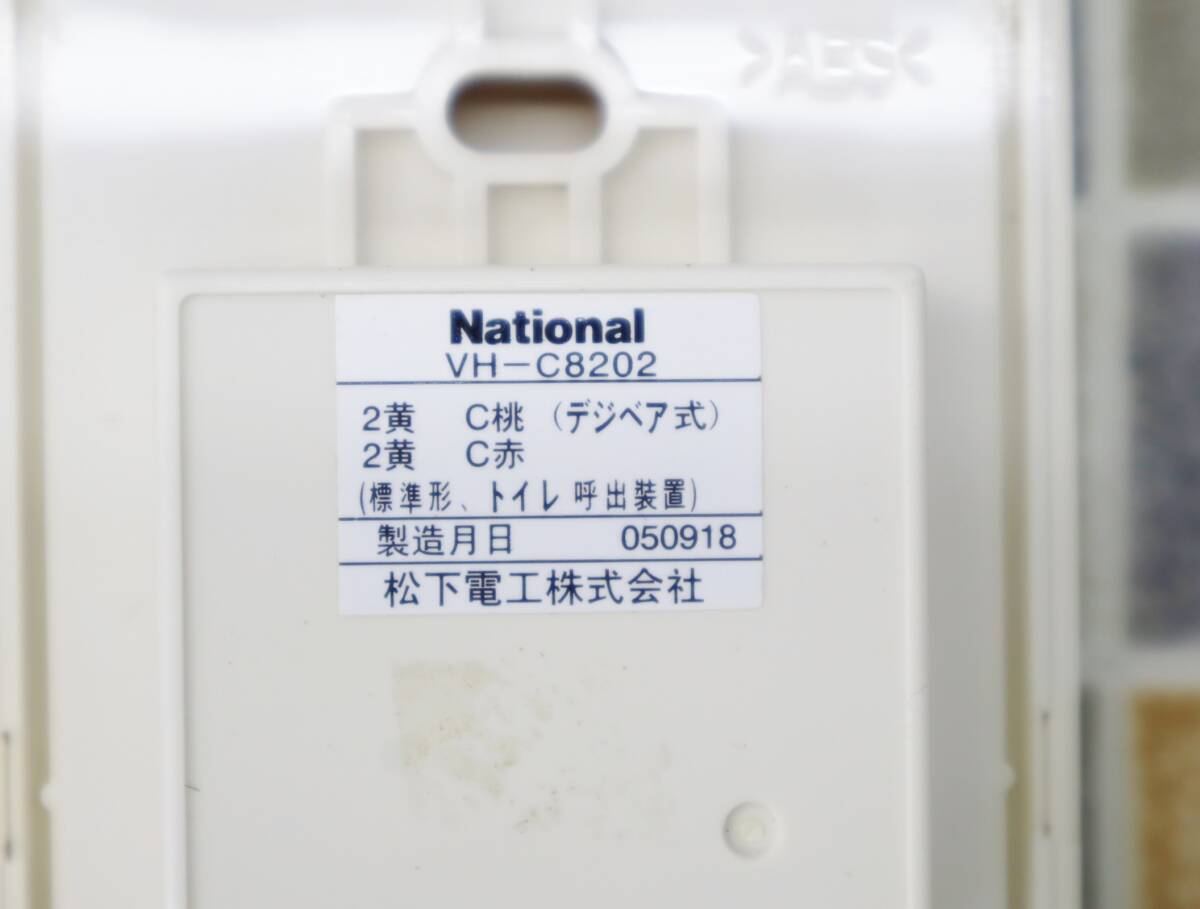 >AES<
National
VH-C8202
2黄 C桃 (デジベア式)
2黄 C赤
(標準形、トイレ呼出装置)
製造月日 050918
松下電工株式会社